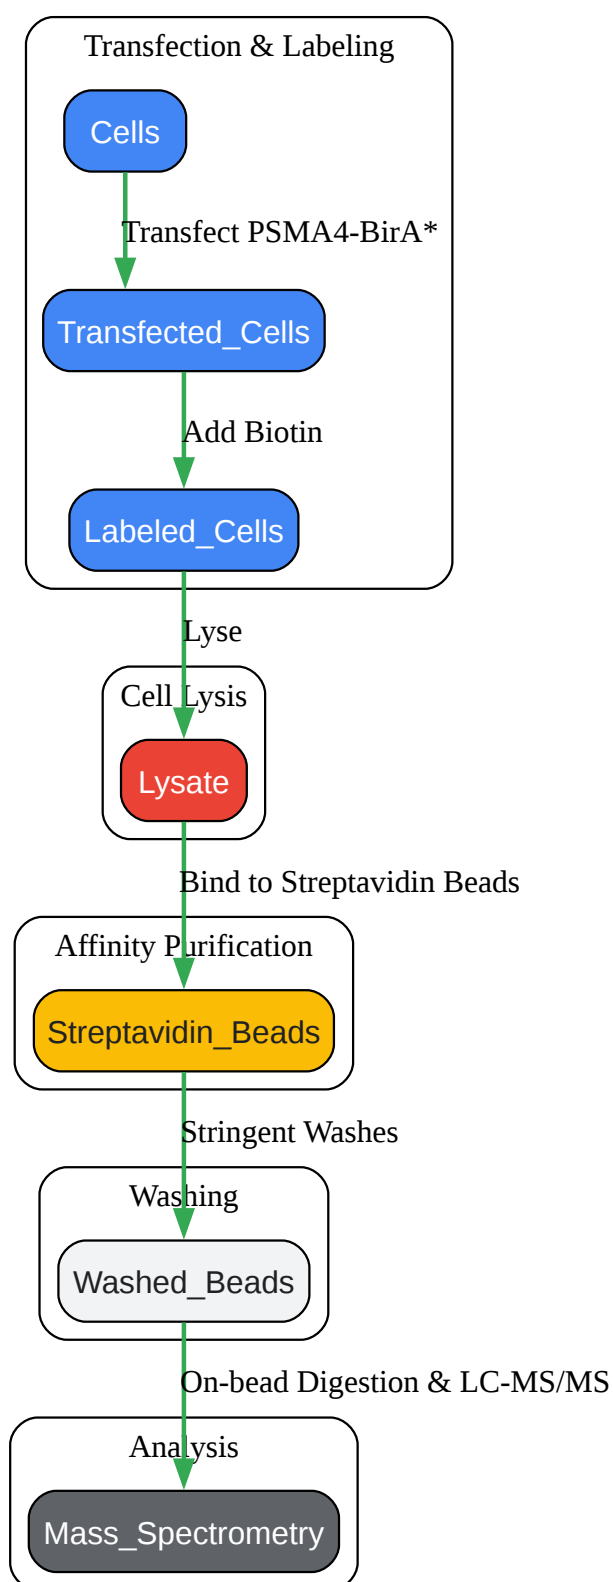 Transfection & Labeling
Cells
Transfect PSMA4-BirA*
Transfected_Cells
Add Biotin
Labeled_Cells
Lyse
Cell Lysis
Lysate
Bind to Streptavidin Beads
Affinity Purification
Streptavidin_Beads
Stringent Washes
Washing
Washed_Beads
On-bead Digestion & LC-MS/MS
Analysis
Mass_Spectrometry